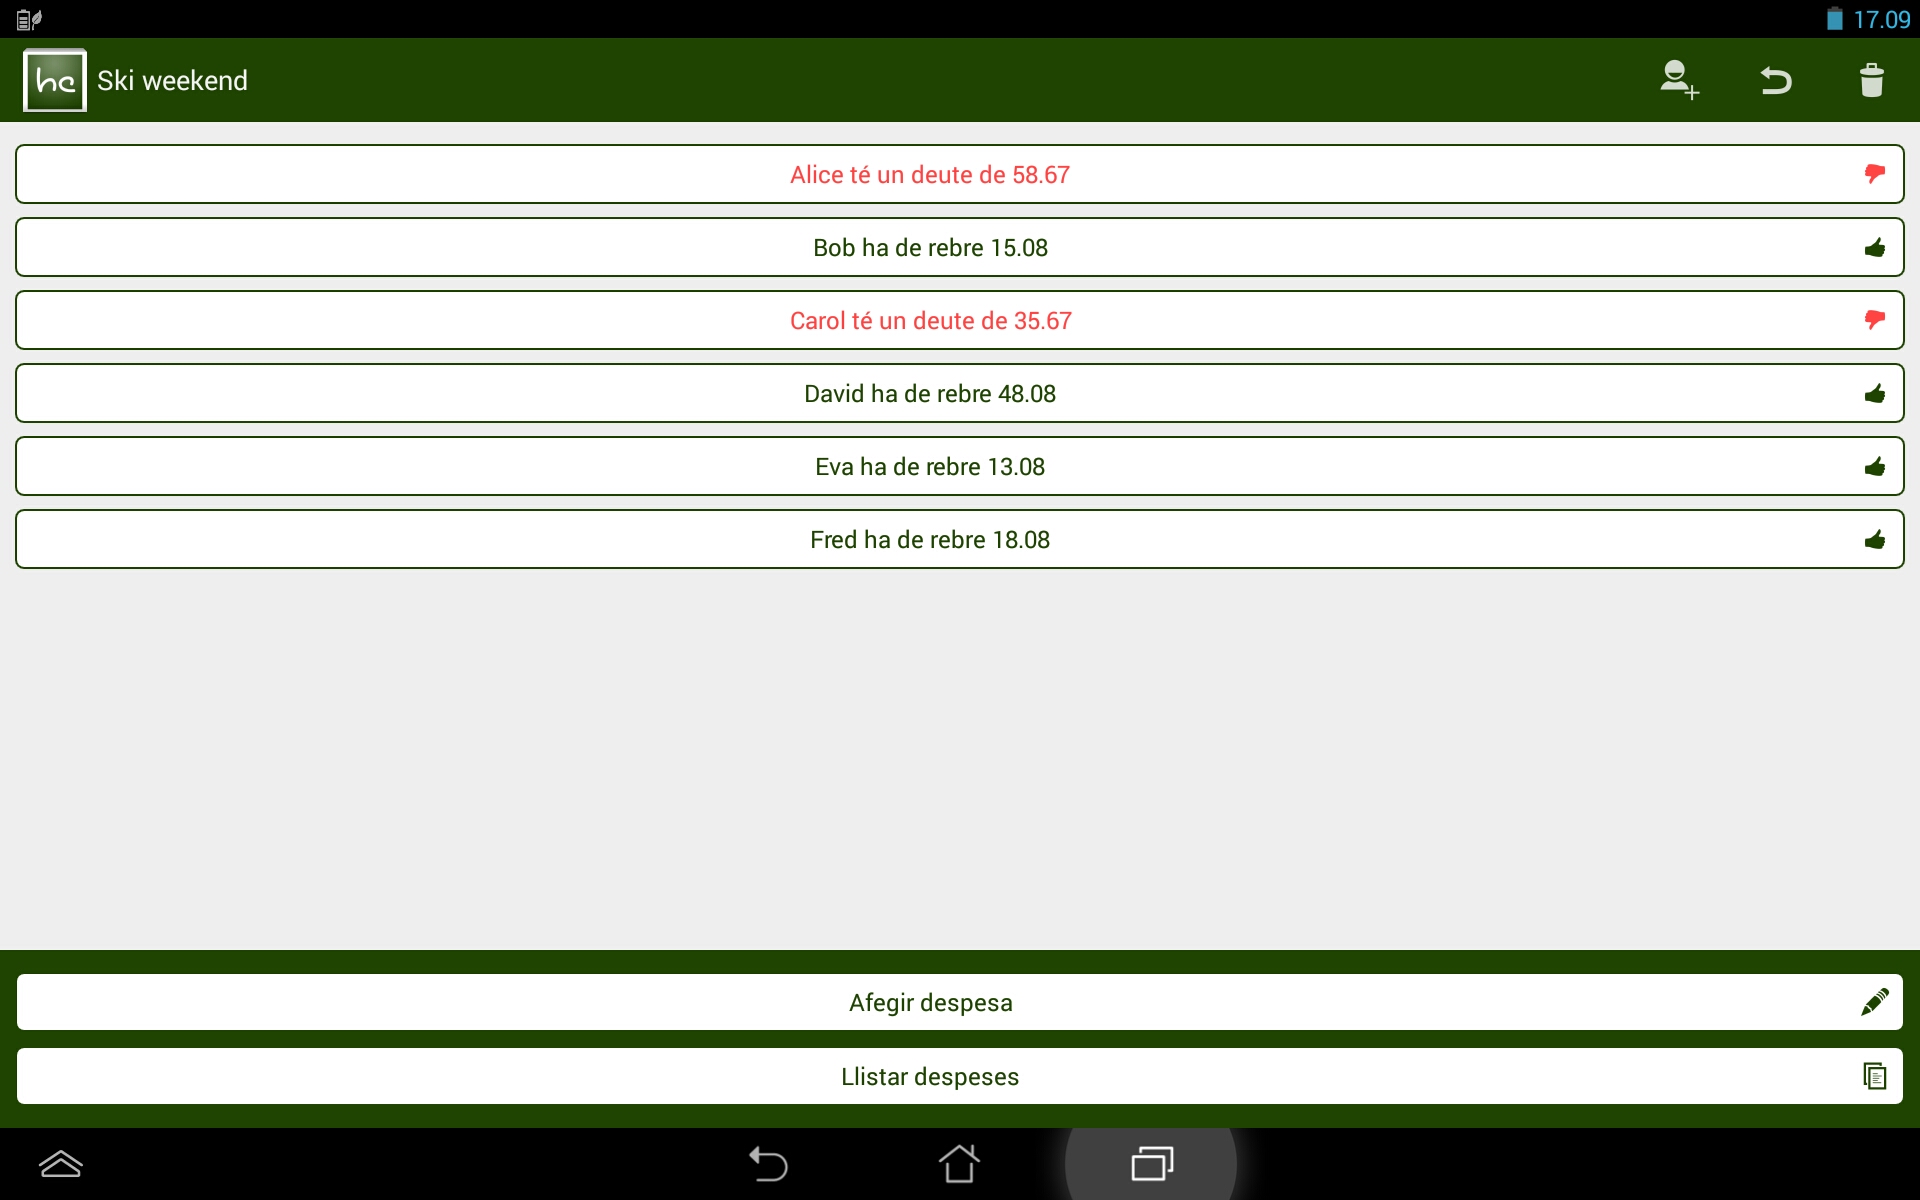 17.09
hc Ski weekend
Alice té un deute de 58.67
Bob ha de rebre 15.08
Carol té un deute de 35.67
David ha de rebre 48.08
Eva ha de rebre 13.08
Fred ha de rebre 18.08
Afegir despesa
Llistar despeses